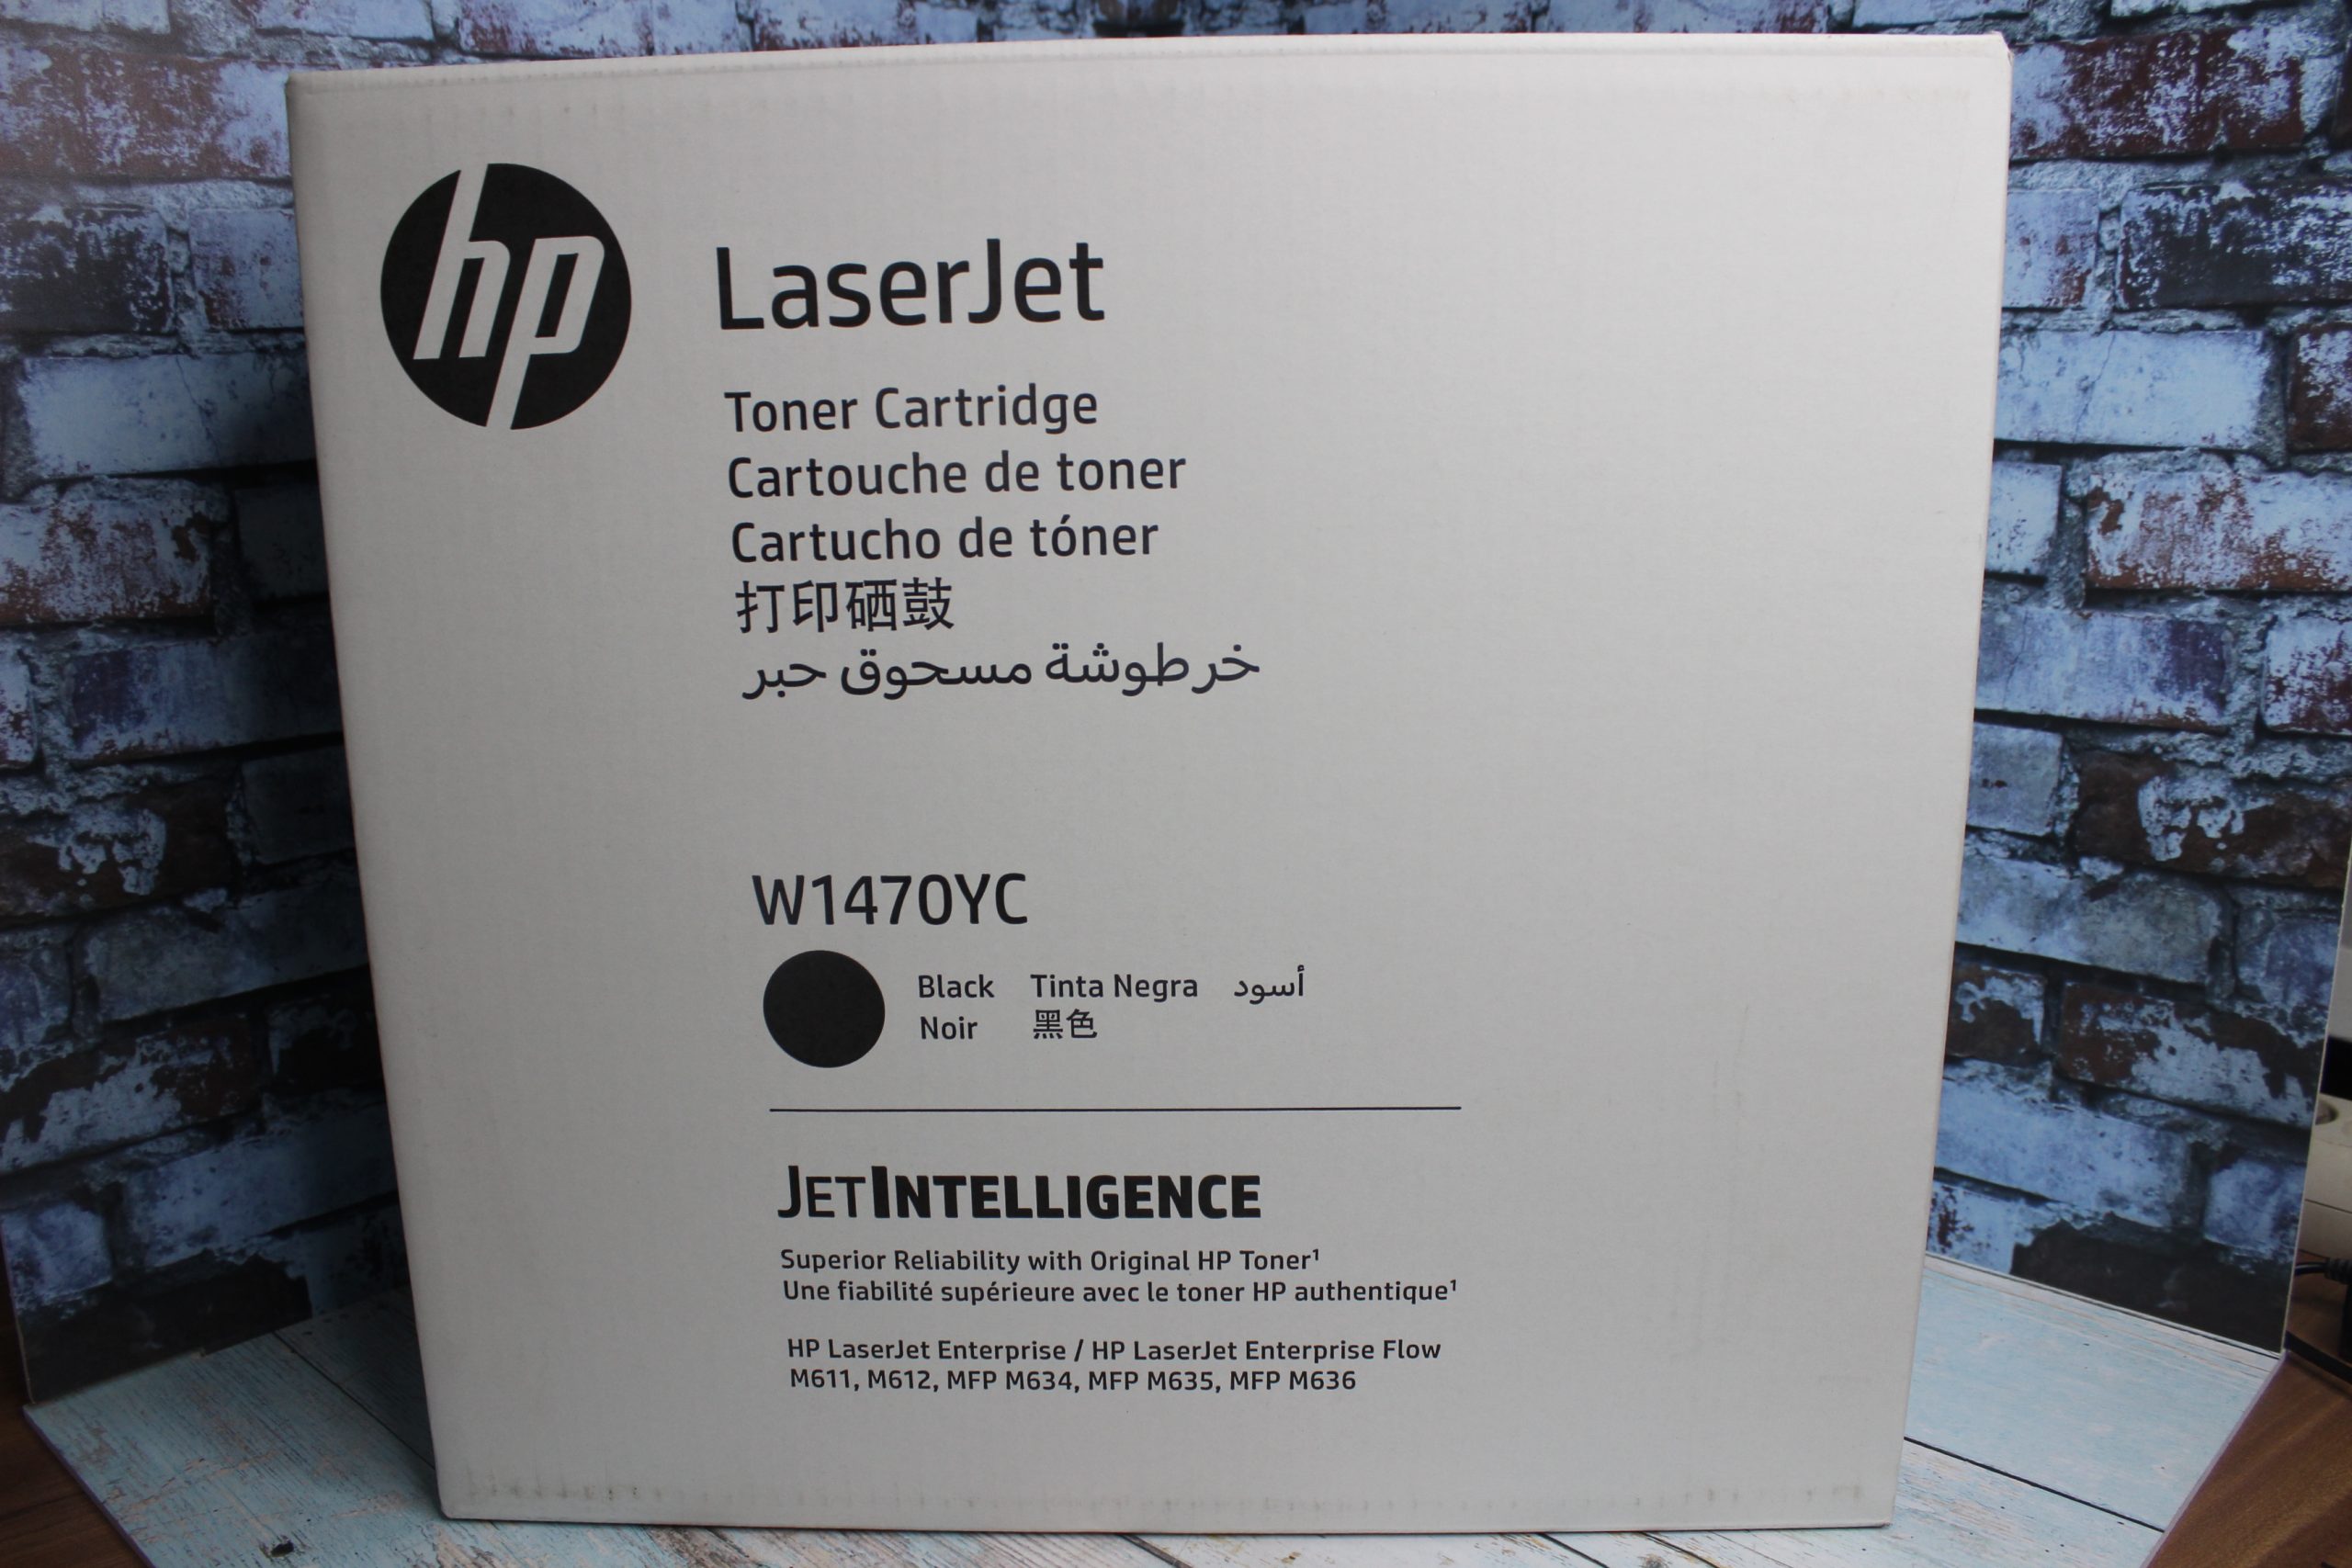 hp
LaserJet
Toner Cartridge
Cartouche de toner
Cartucho de tóner
打印硒鼓
خرطوشة مسحوق حبر
W1470YC
Black Tinta Negra أسود
Noir 黑色
JETINTELLIGENCE
Superior Reliability with Original HP Toner¹
Une fiabilité supérieure avec le toner HP authentique¹
HP LaserJet Enterprise / HP LaserJet Enterprise Flow
M611, M612, MFP M634, MFP M635, MFP M636